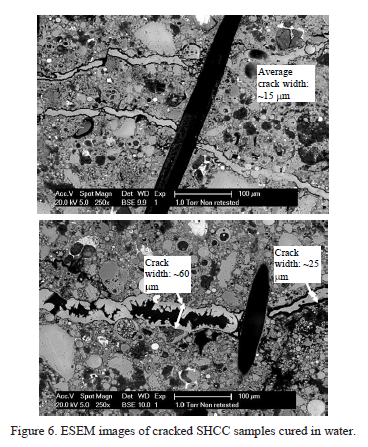 Average
crack width:
~15 µm
Acc.V Spot Magn Det WD Exp 100 µm
20.0 kV 5.0 250x BSE 9.9 1 1.0 Torr Non retested
Crack
width: ~60
µm
Crack
width: ~25
µm
Acc.V Spot Magn Det WD Exp 100 µm
20.0 kV 5.0 250x BSE 10.0 1 1.0 Torr Non retested
Figure 6. ESEM images of cracked SHCC samples cured in water.